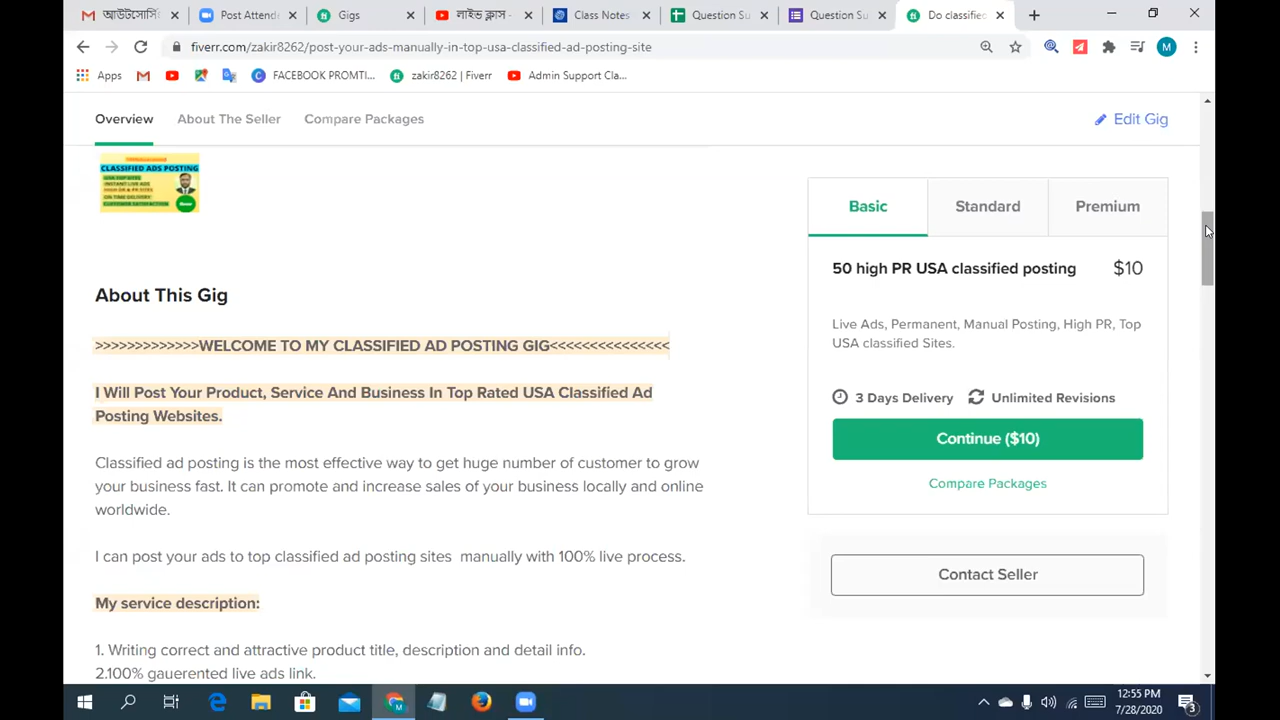 আউটসোর্সি
Post Attende
Gigs
লাইভ ক্লাস -
Class Notes
Question Su
Question Su
Do classified
fiverr.com/zakir8262/post-your-ads-manually-in-top-usa-classified-ad-posting-site
M
Apps
FACEBOOK PROMTI...
zakir8262 | Fiverr
Admin Support Cla...
Overview
About The Seller
Compare Packages
Edit Gig
CLASSIFIED ADS POSTING
ON TIME DELIVERY
CUSTOMER SATISFACTION
Basic
Standard
Premium
50 high PR USA classified posting
$10
Live Ads, Permanent, Manual Posting, High PR, Top
USA classified Sites.
3 Days Delivery
Unlimited Revisions
Continue ($10)
Compare Packages
Contact Seller
About This Gig
>>>>>>>>>>>>>WELCOME TO MY CLASSIFIED AD POSTING GIG<<<<<<<<<<<<<<<
I Will Post Your Product, Service And Business In Top Rated USA Classified Ad
Posting Websites.
Classified ad posting is the most effective way to get huge number of customer to grow
your business fast. It can promote and increase sales of your business locally and online
worldwide.
I can post your ads to top classified ad posting sites  manually with 100% live process.
My service description:
1. Writing correct and attractive product title, description and detail info.
2.100% gauerented live ads link.
12:55 PM
7/28/2020
3